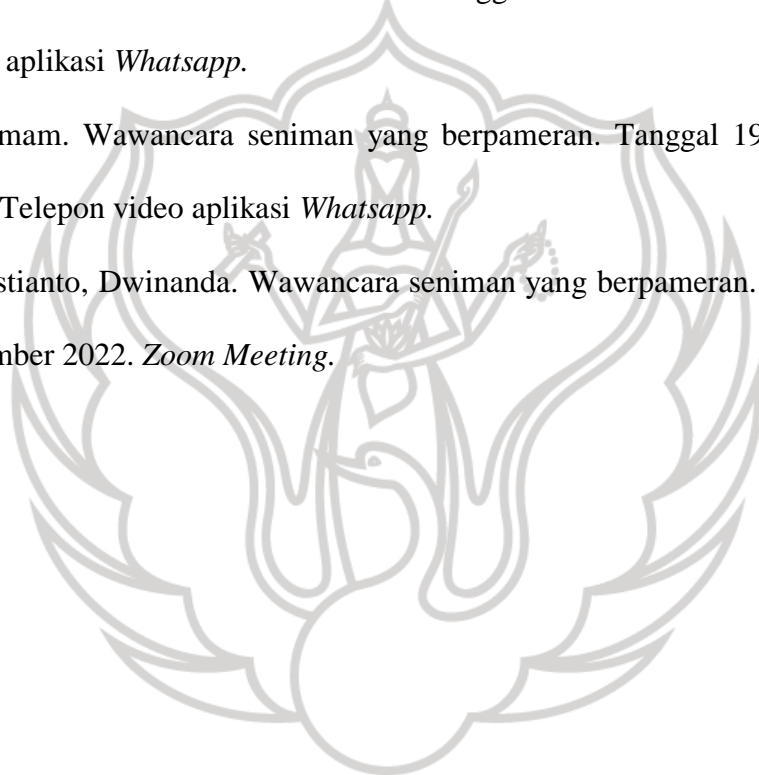 aplikasi Whatsapp.
mam. Wawancara seniman yang berpameran. Tanggal 19
Telepon video aplikasi Whatsapp.
stianto, Dwinanda. Wawancara seniman yang berpameran.
mber 2022. Zoom Meeting.